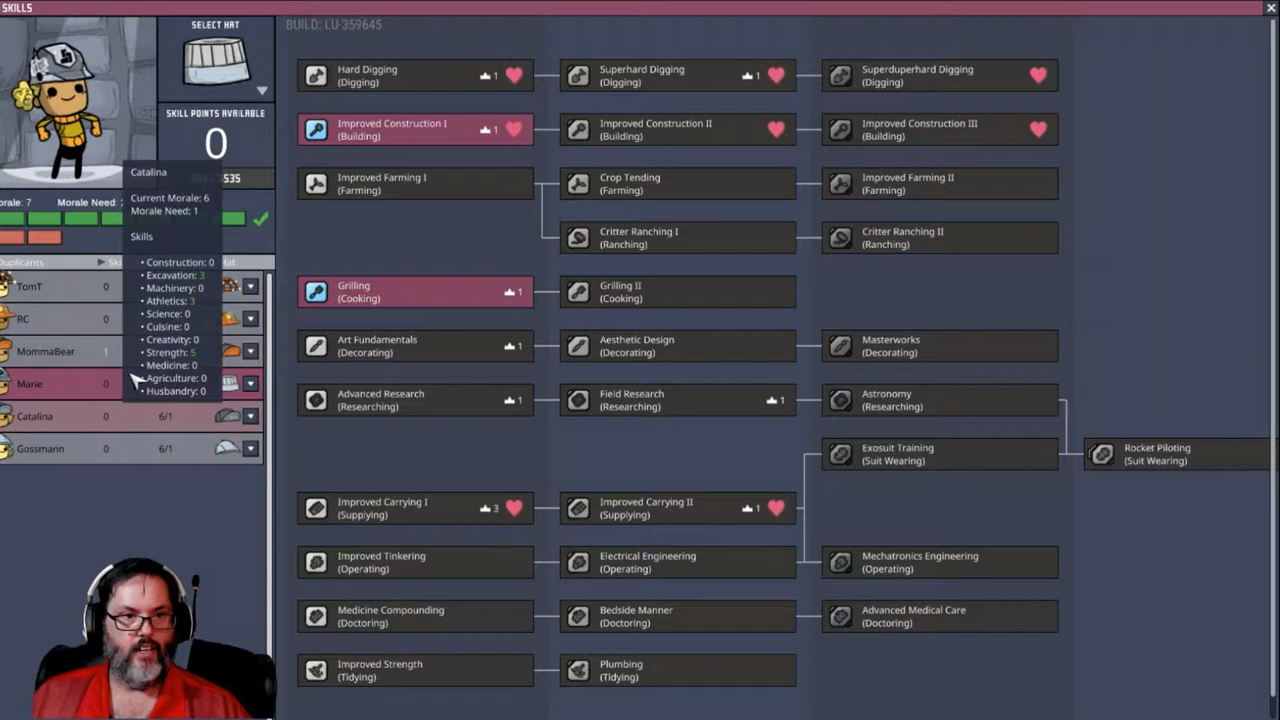 SKILLS
BUILD: LU-359645
SELECT HAT
SKILL POINTS AVAILABLE
0
535
orale: 7 Morale Need:
Catalina
Current Morale: 6
Morale Need: 1
Skills
• Construction: 0
• Excavation: 3
• Machinery: 0
• Athletics: 3
• Science: 0
• Cuisine: 0
• Creativity: 0
• Strength: 5
• Medicine: 0
• Agriculture: 0
• Husbandry: 0
uplicants Ski Hat
TomT 0
RC 0
MommaBear 1
Marie 0
Catalina 0 6/1
Gossmann 0 6/1
Hard Digging 1
(Digging)
Superhard Digging 1
(Digging)
Superduperhard Digging
(Digging)
Improved Construction I 1
(Building)
Improved Construction II
(Building)
Improved Construction III
(Building)
Improved Farming I
(Farming)
Crop Tending
(Farming)
Improved Farming II
(Farming)
Critter Ranching I
(Ranching)
Critter Ranching II
(Ranching)
Grilling 1
(Cooking)
Grilling II
(Cooking)
Art Fundamentals 1
(Decorating)
Aesthetic Design
(Decorating)
Masterworks
(Decorating)
Advanced Research 1
(Researching)
Field Research 1
(Researching)
Astronomy
(Researching)
Exosuit Training
(Suit Wearing)
Rocket Piloting
(Suit Wearing)
Improved Carrying I 3
(Supplying)
Improved Carrying II 1
(Supplying)
Improved Tinkering
(Operating)
Electrical Engineering
(Operating)
Mechatronics Engineering
(Operating)
Medicine Compounding
(Doctoring)
Bedside Manner
(Doctoring)
Advanced Medical Care
(Doctoring)
Improved Strength
(Tidying)
Plumbing
(Tidying)